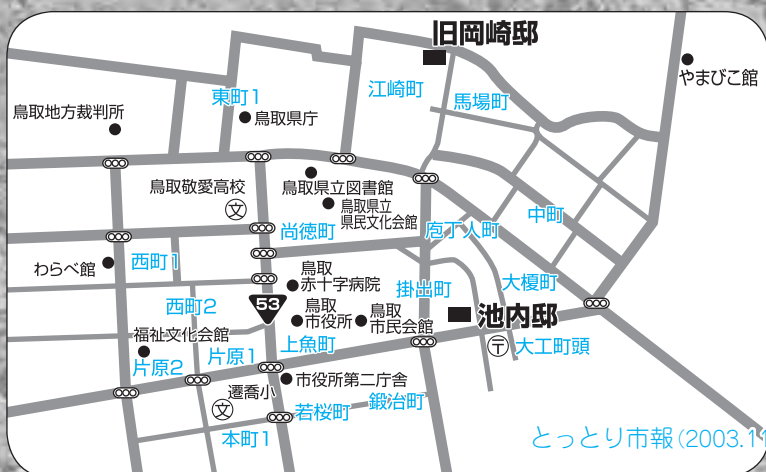 旧岡崎邸
やまびこ館
江崎町
馬場町
東町1
鳥取県庁
鳥取地方裁判所
鳥取敬愛高校
文
鳥取県立図書館
鳥取県立
県民文化会館
尚徳町
庖丁人町
中町
わらべ館
西町1
鳥取
赤十字病院
掛出町
大榎町
西町2
53
鳥取
市役所
鳥取
市民会館
池内邸
福祉文化会館
上魚町
〒
大工町頭
片原2
片原1
市役所第二庁舎
遷喬小
文
若桜町
鍛冶町
本町1
とっとり市報(2003.11